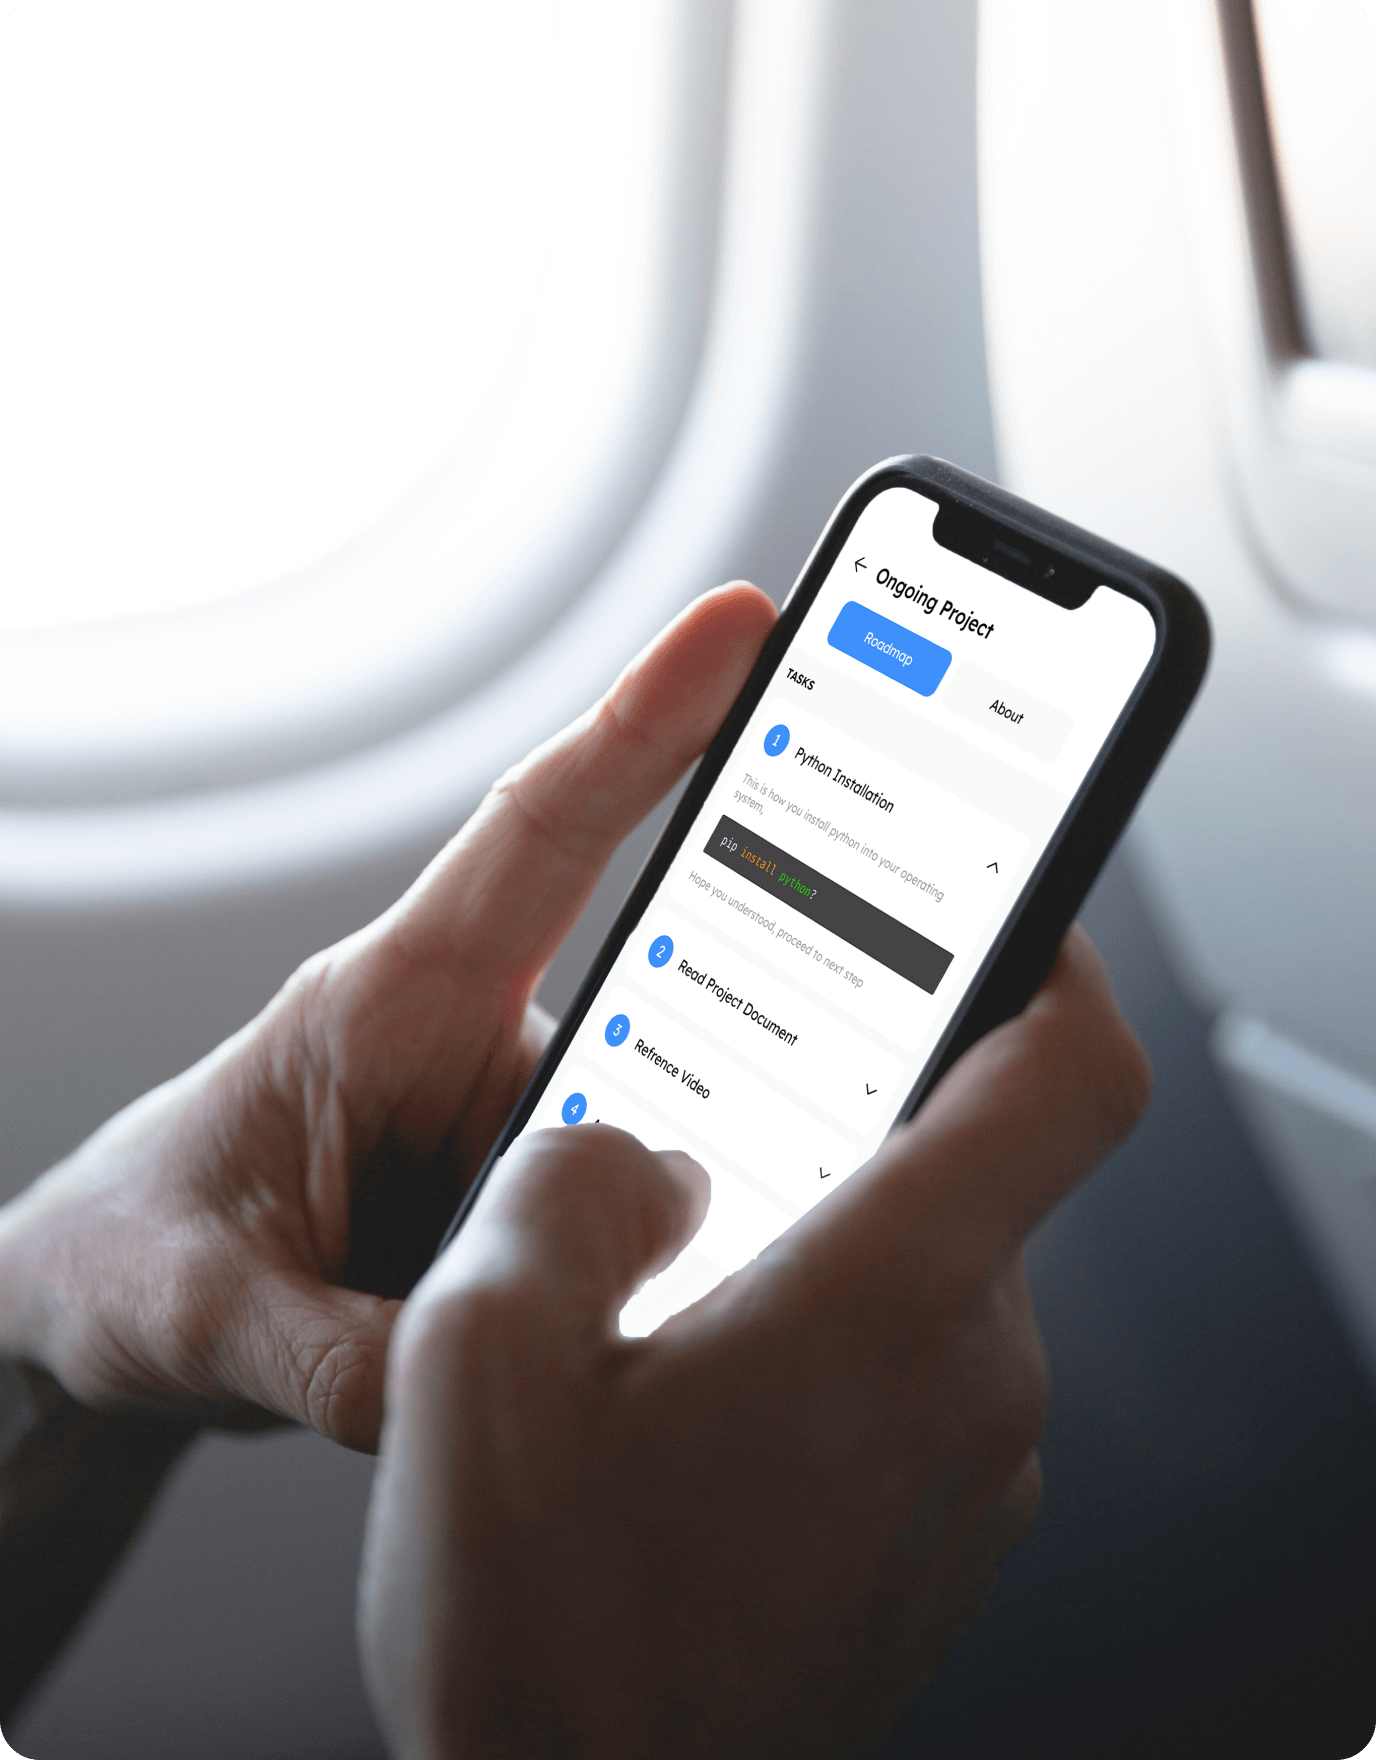 Ongoing Project
Roadmap
About
TASKS
1
Python Installation
This is how you install python into your operating
system,
pip install python?
Hope you understood, proceed to next step
2
Read Project Document
3
Refrence Video
4